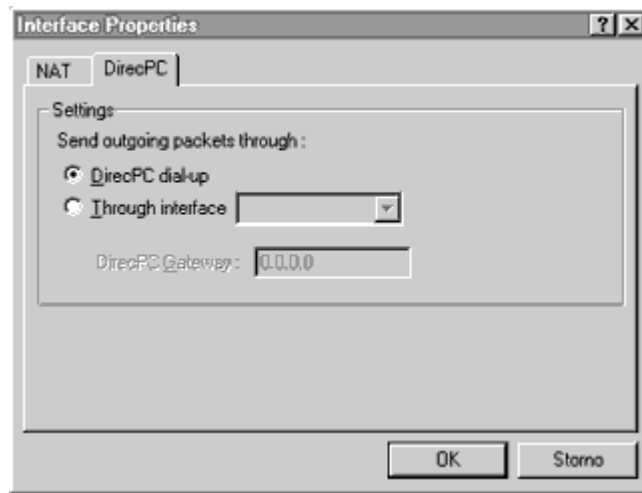 Interface Properties
NAT DirecPC
Settings
Send outgoing packets through :
DirecPC dial-up
Through interface
DirecPC Gateway : 0.0.0.0
OK Storno